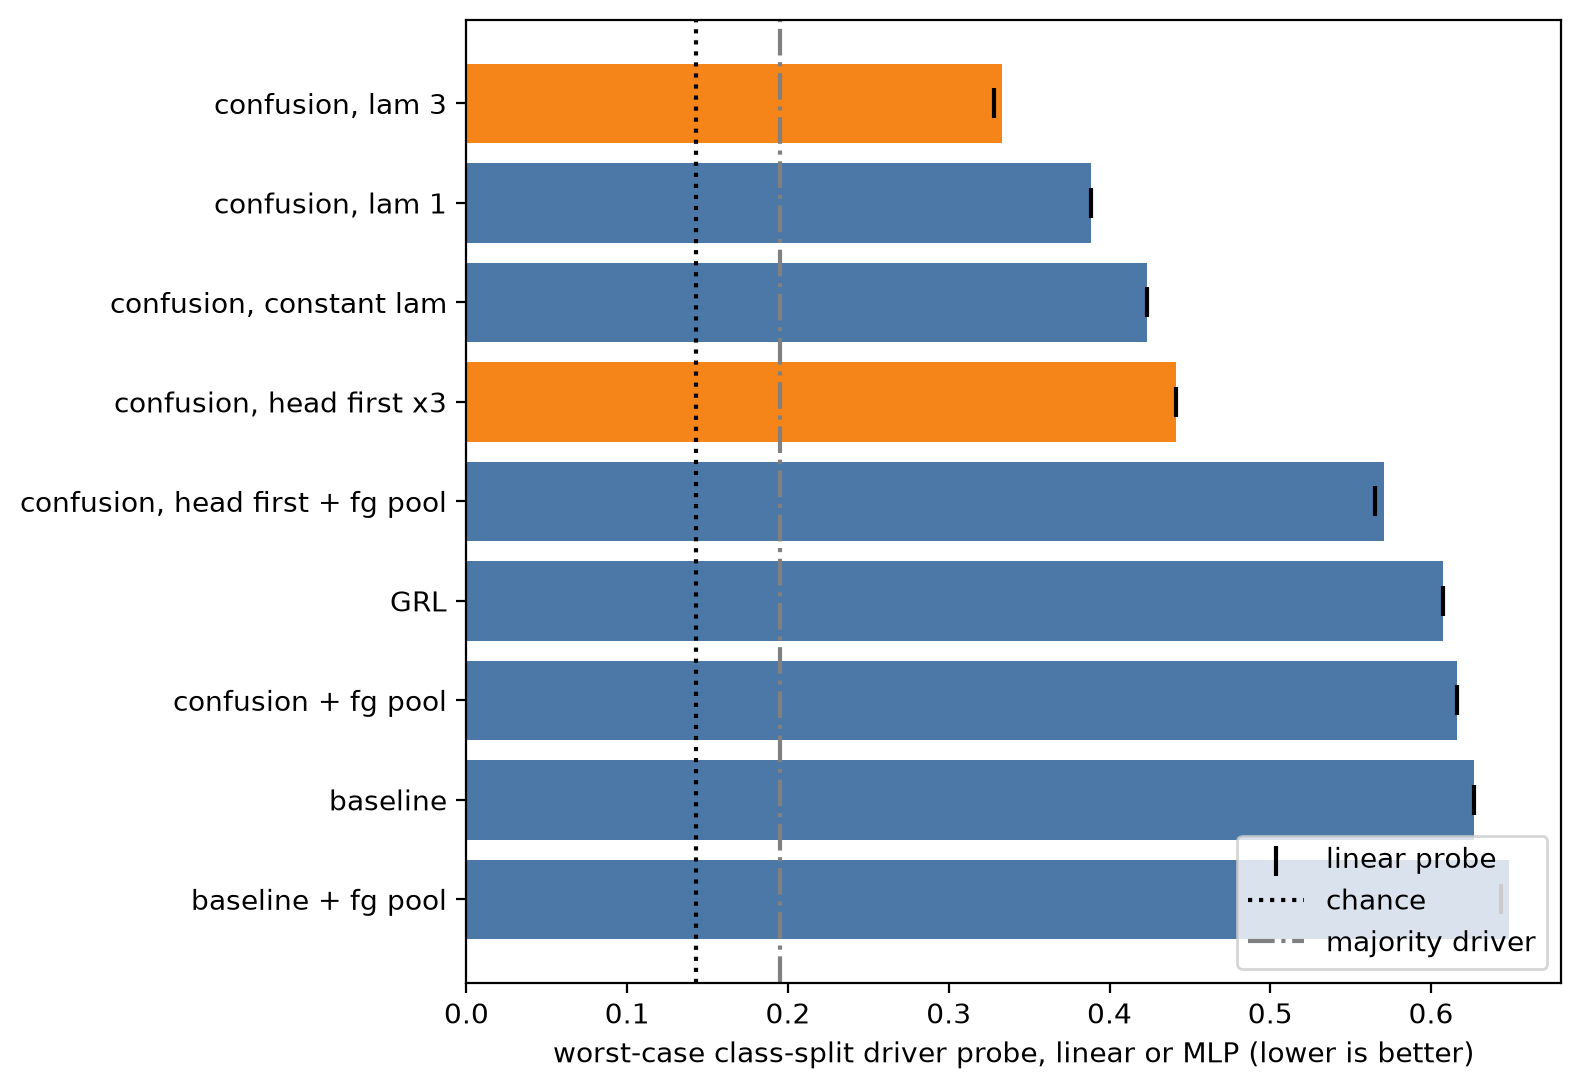 confusion, lam 3
confusion, lam 1
confusion, constant lam
confusion, head first x3
confusion, head first + fg pool
GRL
confusion + fg pool
baseline
baseline + fg pool
linear probe
chance
majority driver
0.0 0.1 0.2 0.3 0.4 0.5 0.6
worst-case class-split driver probe, linear or MLP (lower is better)